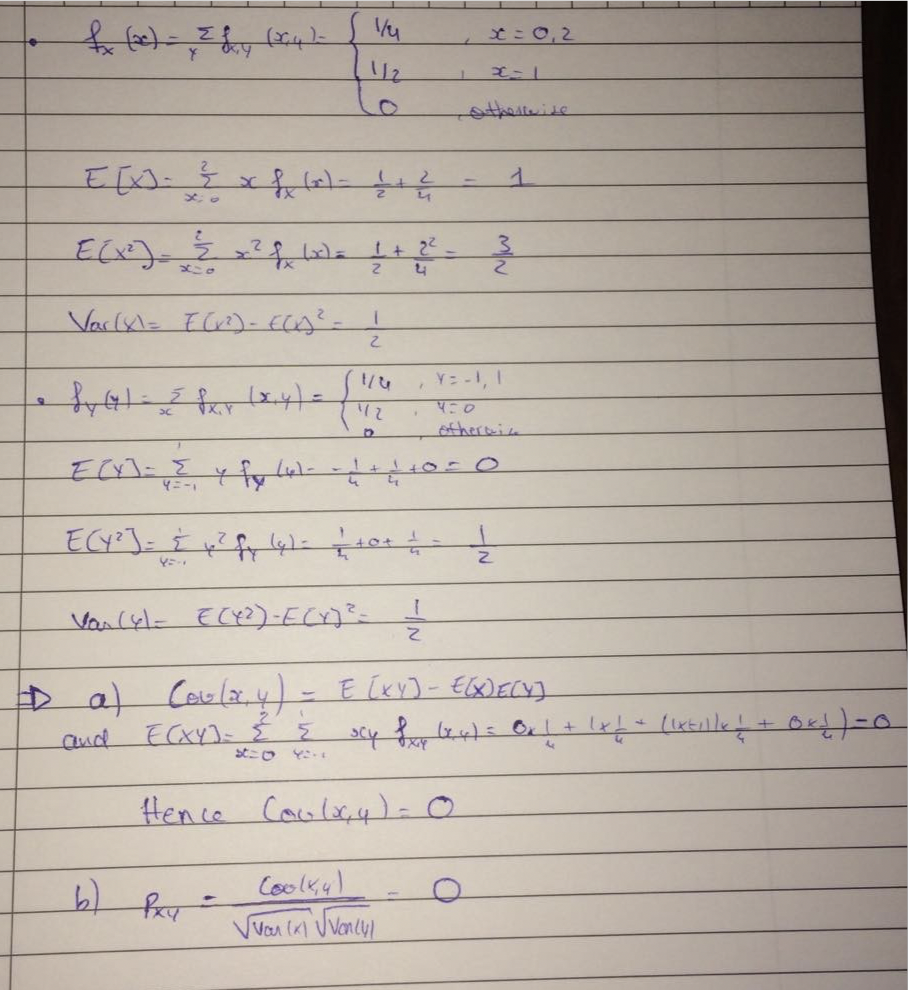 • fₓ(x) = Σ_y f_{x,y}(x,y) = { 1/4 , x = 0,2
1/2 , x = 1
0 , otherwise
E[X] = Σ_{x=0}^{2} x fₓ(x) = 1/2 + 2/4 = 1
E[X²] = Σ_{x=0}^{2} x² fₓ(x) = 1/2 + 2²/4 = 3/2
Var(X) = E(X²) - E(X)² = 1/2
• f_Y(y) = Σ_x f_{X,Y}(x,y) = { 1/4 , Y = -1, 1
1/2 , Y = 0
0 , otherwise
E[Y] = Σ_{Y=-1}^{1} y f_Y(y) = -1/4 + 1/4 + 0 = 0
E[Y²] = Σ_{Y=-1}^{1} y² f_Y(y) = 1/4 + 0 + 1/4 = 1/2
Var(y) = E(Y²) - E[Y]² = 1/2
⇒ a) Cov(x,y) = E[XY] - E(X)E[Y]
and E[XY] = Σ_{x=0}^{2} Σ_{Y=-1}^{1} xy f_{X,Y}(x,y) = 0×1/4 + 1×1/4 + (1×(-1))×1/4 + 0×1/4) = 0
Hence Cov(x,y) = 0
b) ρ_{XY} = Cov(x,y) / √Var(x) √Var(y) = 0